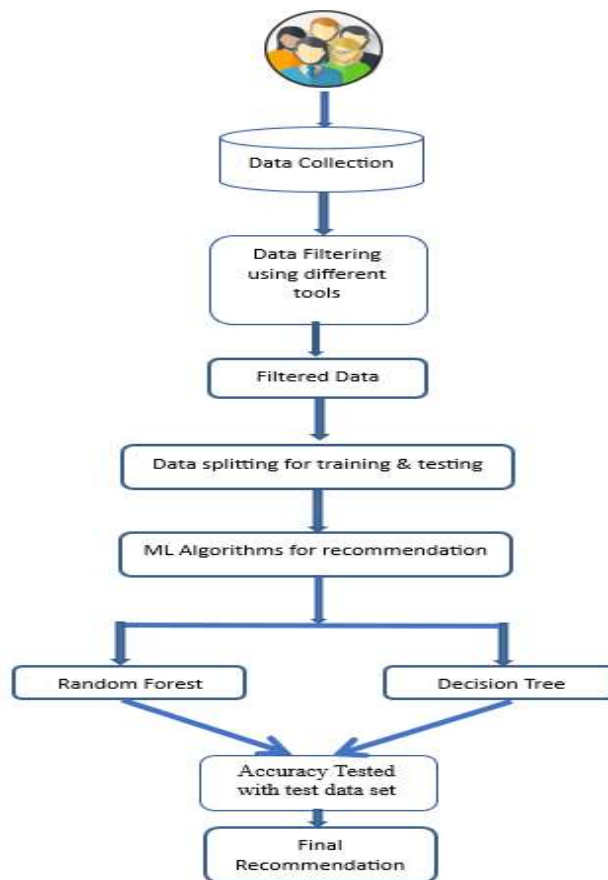 Data Collection
Data Filtering
using different
tools
Filtered Data
Data splitting for training & testing
ML Algorithms for recommendation
Random Forest
Decision Tree
Accuracy Tested
with test data set
Final
Recommendation